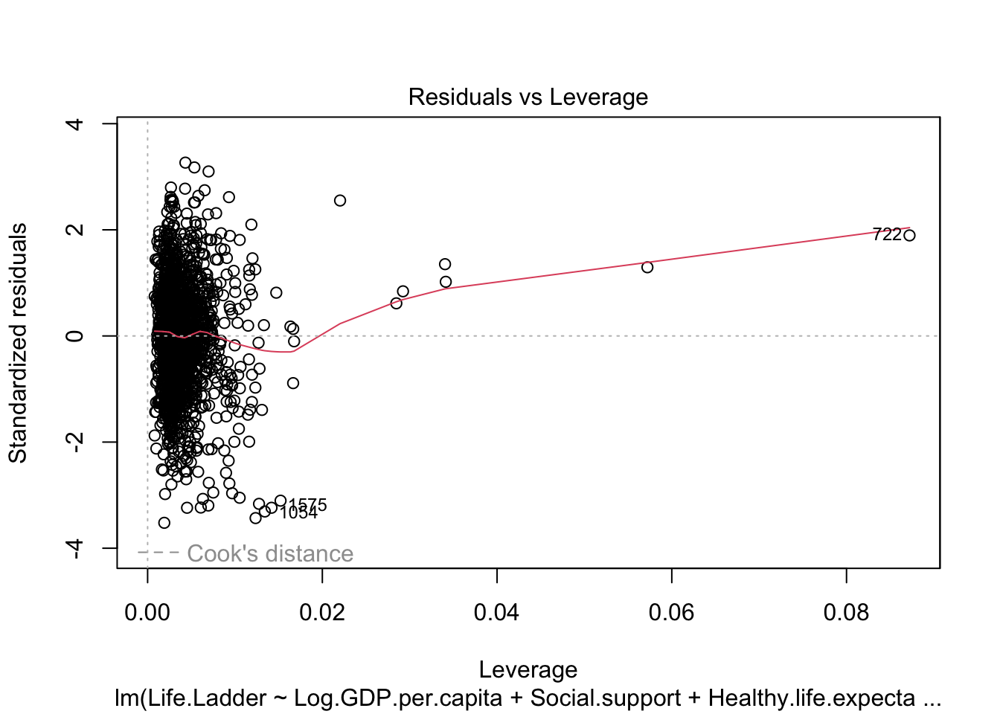 Residuals vs Leverage
Standardized residuals
4
2
0
-2
-4
722
1575
1054
Cook's distance
0.00 0.02 0.04 0.06 0.08
Leverage
lm(Life.Ladder ~ Log.GDP.per.capita + Social.support + Healthy.life.expecta ...